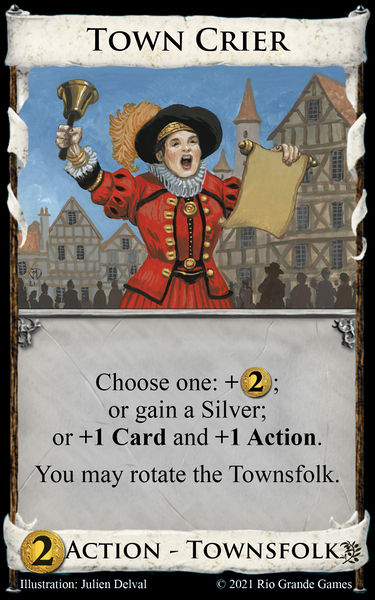 TOWN CRIER
Choose one: +2;
or gain a Silver;
or +1 Card and +1 Action.
You may rotate the Townsfolk.
2 ACTION - TOWNSFOLK
Illustration: Julien Delval © 2021 Rio Grande Games